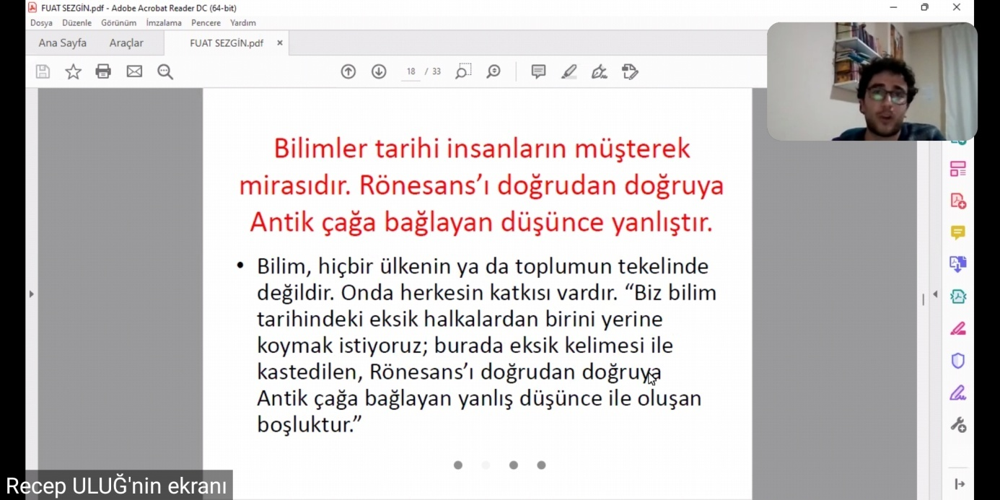 FUAT SEZGİN.pdf - Adobe Acrobat Reader DC (64-bit)
Dosya Düzenle Görünüm İmzalama Pencere Yardım
Ana Sayfa Araçlar FUAT SEZGİN.pdf ×
18 / 33
Bilimler tarihi insanların müşterek
mirasıdır. Rönesans’ı doğrudan doğruya
Antik çağa bağlayan düşünce yanlıştır.
• Bilim, hiçbir ülkenin ya da toplumun tekelinde
değildir. Onda herkesin katkısı vardır. “Biz bilim
tarihindeki eksik halkalardan birini yerine
koymak istiyoruz; burada eksik kelimesi ile
kastedilen, Rönesans’ı doğrudan doğruya
Antik çağa bağlayan yanlış düşünce ile oluşan
boşluktur.”
Recep ULUĞ'nin ekranı